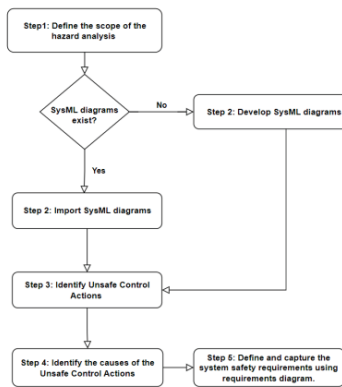 Step1: Define the scope of the
hazard analysis
SysML diagrams
exist?
No
Step 2: Develop SysML diagrams
Yes
Step 2: Import SysML diagrams
Step 3: Identify Unsafe Control
Actions
Step 4: Identify the causes of the
Unsafe Control Actions
Step 5: Define and capture the
system safety requirements using
requirements diagram.